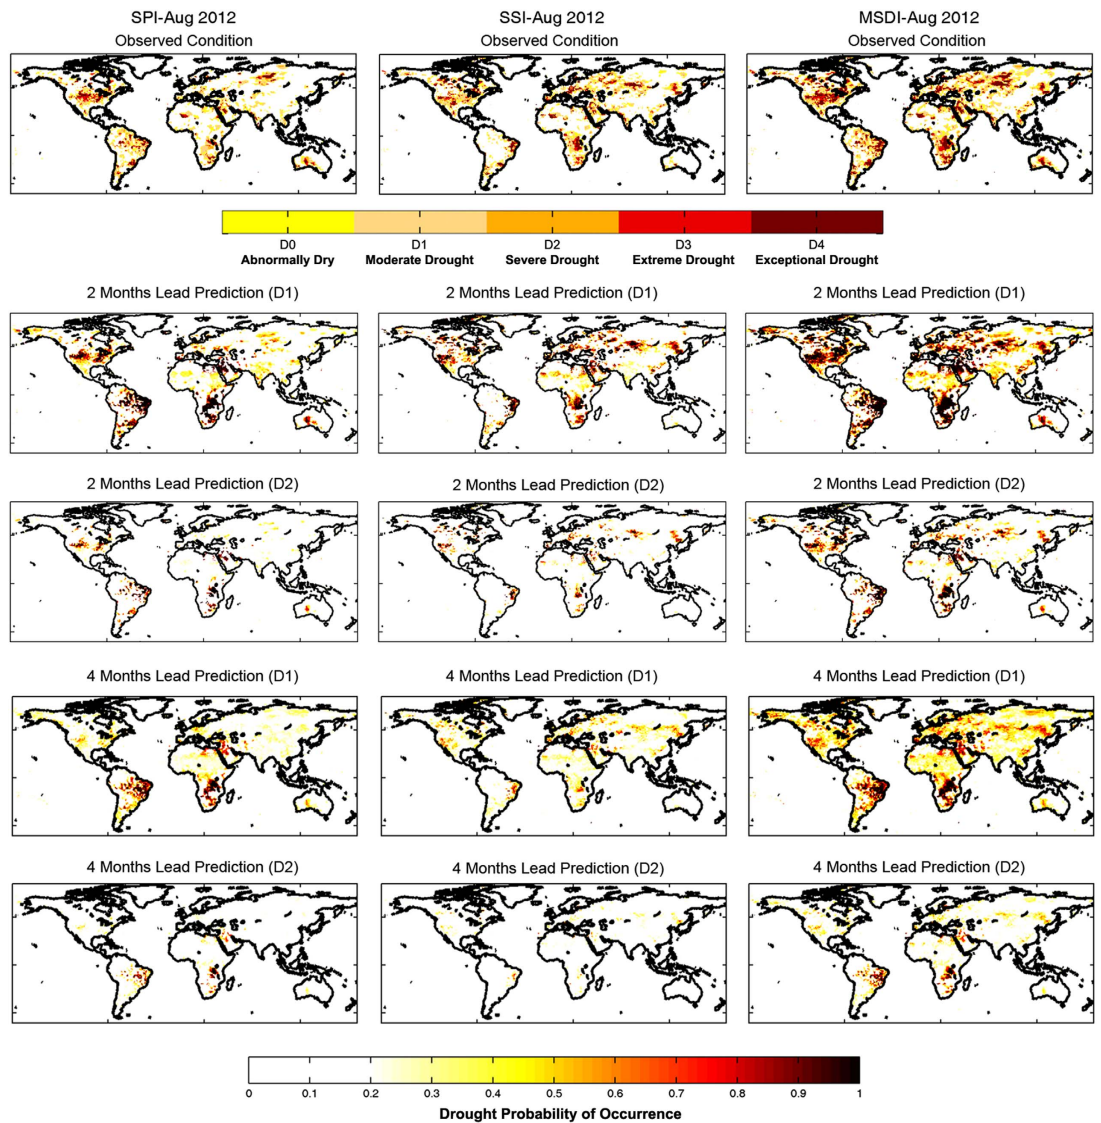 SPI-Aug 2012
SSI-Aug 2012
MSDI-Aug 2012
Observed Condition
Observed Condition
Observed Condition
D0
D1
D2
D3
D4
Abnormally Dry
Moderate Drought
Severe Drought
Extreme Drought
Exceptional Drought
2 Months Lead Prediction (D1)
2 Months Lead Prediction (D1)
2 Months Lead Prediction (D1)
2 Months Lead Prediction (D2)
2 Months Lead Prediction (D2)
2 Months Lead Prediction (D2)
4 Months Lead Prediction (D1)
4 Months Lead Prediction (D1)
4 Months Lead Prediction (D1)
4 Months Lead Prediction (D2)
4 Months Lead Prediction (D2)
4 Months Lead Prediction (D2)
0 0.1 0.2 0.3 0.4 0.5 0.6 0.7 0.8 0.9 1
Drought Probability of Occurrence